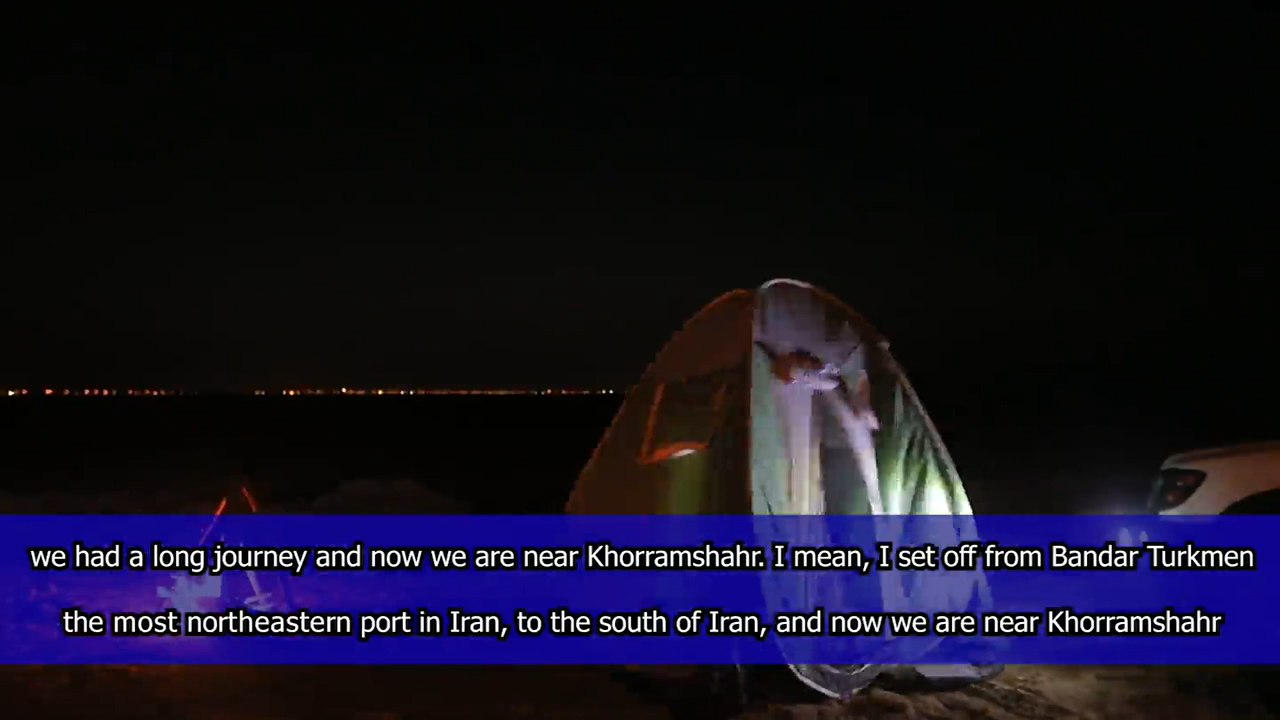 we had a long journey and now we are near Khorramshahr. I mean, I set off from Bandar Turkmen
the most northeastern port in Iran, to the south of Iran, and now we are near Khorramshahr